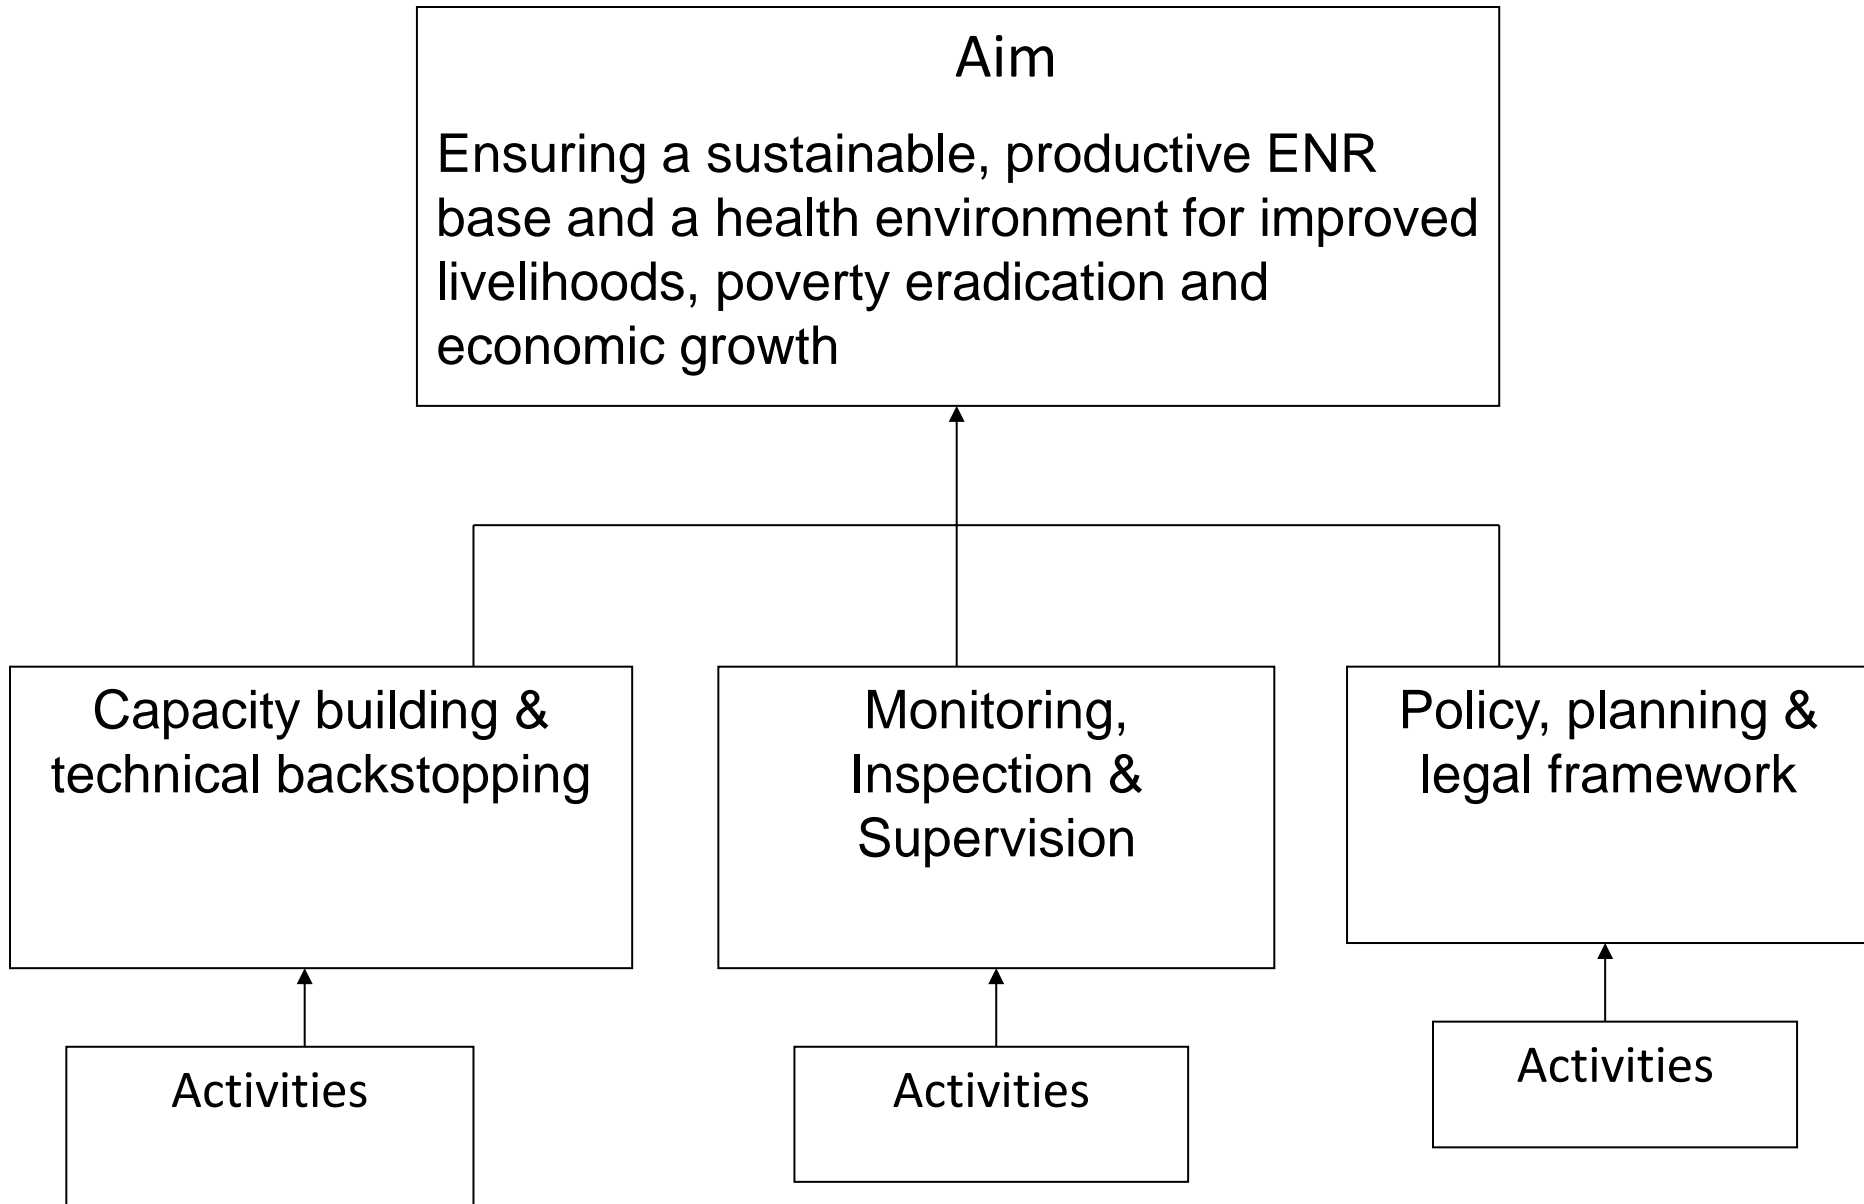 Aim
Ensuring a sustainable, productive ENR
base and a health environment for improved
livelihoods, poverty eradication and
economic growth
Capacity building &
technical backstopping
Monitoring,
Inspection &
Supervision
Policy, planning &
legal framework
Activities
Activities
Activities